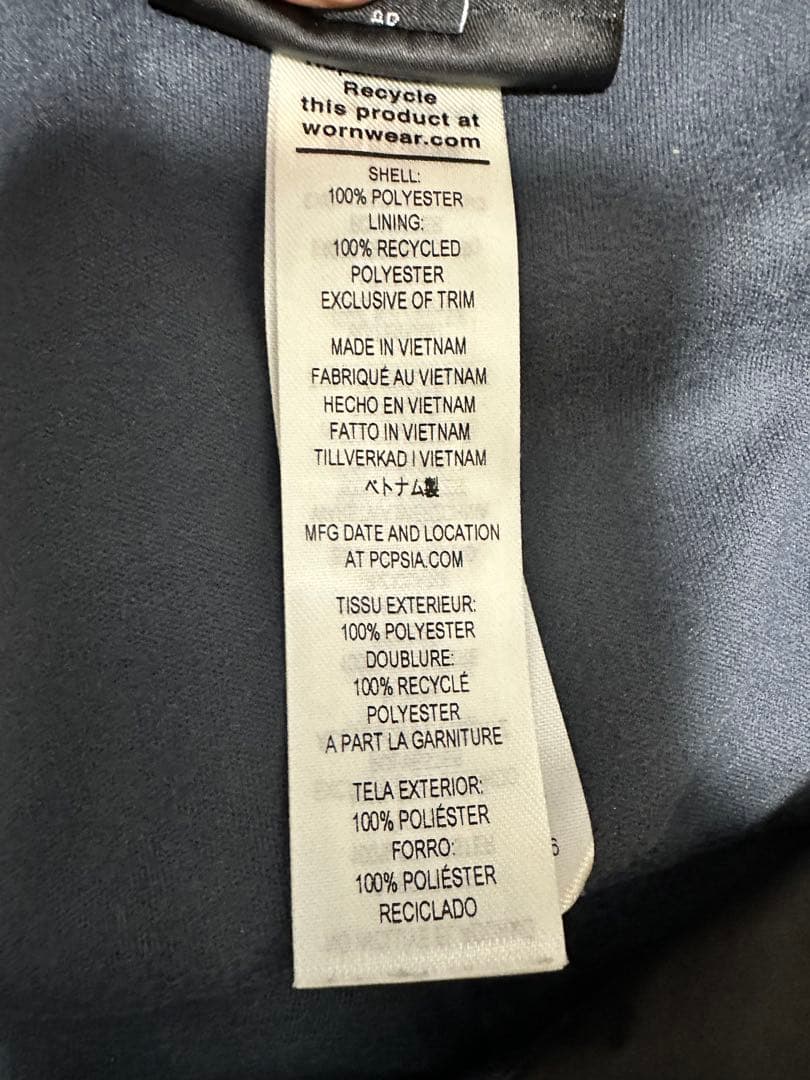 Recycle
this product at
wornwear.com
SHELL:
100% POLYESTER
LINING:
100% RECYCLED
POLYESTER
EXCLUSIVE OF TRIM
MADE IN VIETNAM
FABRIQUÉ AU VIETNAM
HECHO EN VIETNAM
FATTO IN VIETNAM
TILLVERKAD I VIETNAM
ベトナム製
MFG DATE AND LOCATION
AT PCPSIA.COM
TISSU EXTERIEUR:
100% POLYESTER
DOUBLURE:
100% RECYCLÉ
POLYESTER
A PART LA GARNITURE
TELA EXTERIOR:
100% POLIÉSTER
FORRO:
100% POLIÉSTER
RECICLADO
6